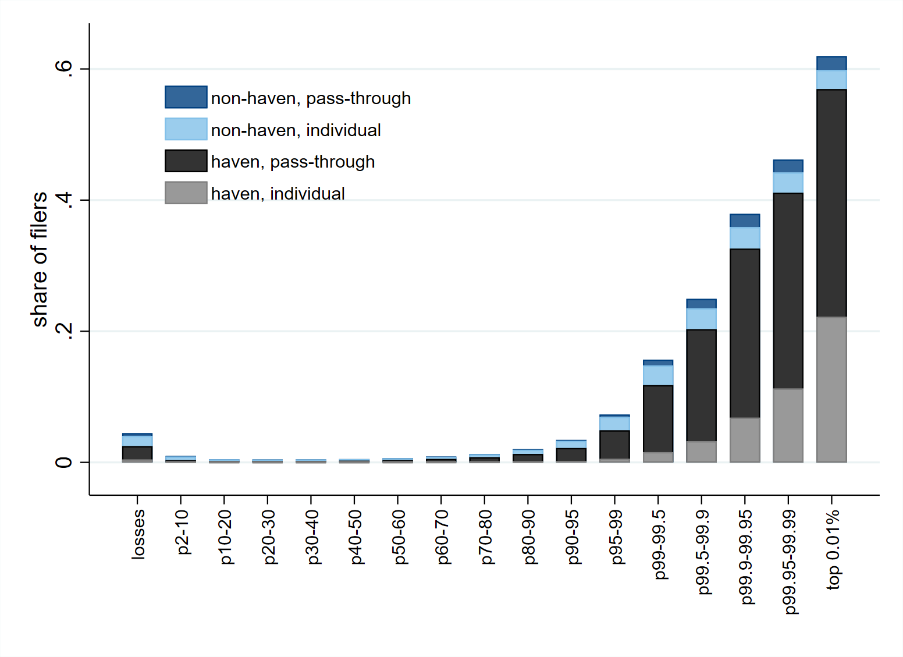 share of filers
.6
.4
.2
0
non-haven, pass-through
non-haven, individual
haven, pass-through
haven, individual
losses
p2-10
p10-20
p20-30
p30-40
p40-50
p50-60
p60-70
p70-80
p80-90
p90-95
p95-99
p99-99.5
p99.5-99.9
p99.9-99.95
p99.95-99.99
top 0.01%